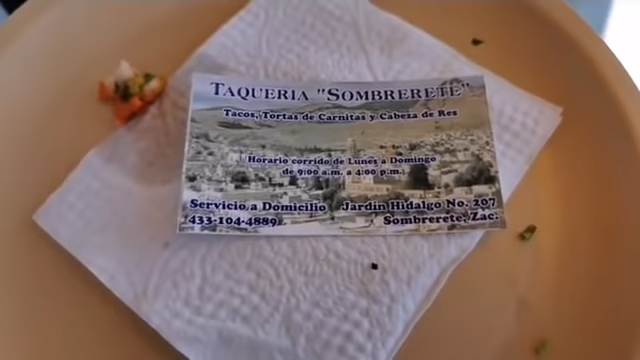 TAQUERIA "SOMBRERETE"
Tacos, Tortas de Carnitas y Cabeza de Res
Horario corrido de Lunes a Domingo
de 9:00 a.m. a 4:00 p.m.
Servicio a Domicilio
433-104-4889
Jardín Hidalgo No. 207
Sombrerete, Zac.